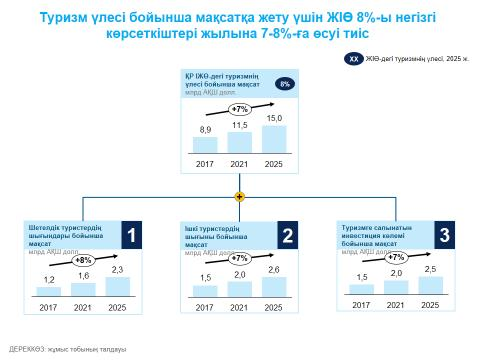 Туризм үлесі бойынша мақсатқа жету үшін ЖІӨ 8%-ы негізгі
көрсеткіштері жылына 7-8%-ға өсуі тиіс
XX ЖІӨ-дегі туризмнің үлесі, 2025 ж.
ҚР ІЖӨ-дегі туризмнің
үлесі бойынша мақсат
млрд АҚШ долл.
8%
+7%
8,9 11,5 15,0
2017 2021 2025
+
Шетелдік туристердің
шығындары бойынша
мақсат
млрд АҚШ долл.
1
+8%
1,2 1,6 2,3
2017 2021 2025
Ішкі туристердің
шығыны бойынша
мақсат
млрд АҚШ долл.
2
+7%
1,5 2,0 2,6
2017 2021 2025
Туризмге салынатын
инвестиция көлемі
бойынша мақсат
млрд АҚШ долл.
3
+7%
1,5 2,0 2,5
2017 2021 2025
ДЕРЕККӨЗ: жұмыс тобының талдауы